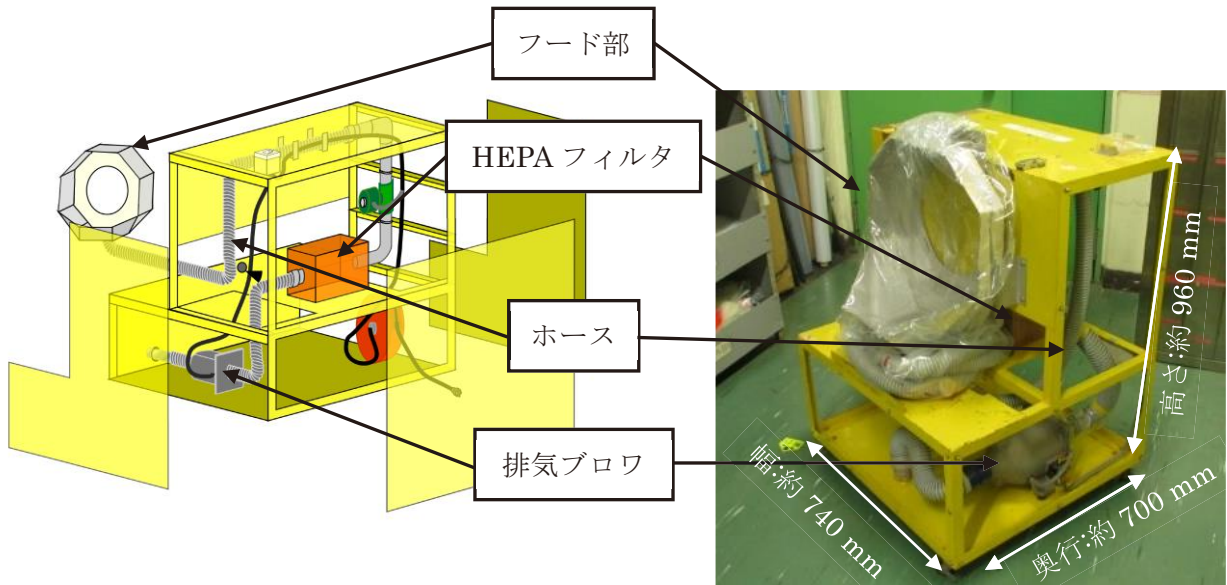 フード部
HEPA フィルタ
ホース
排気ブロワ
高さ:約 960 mm
幅:約 740 mm
奥行:約 700 mm